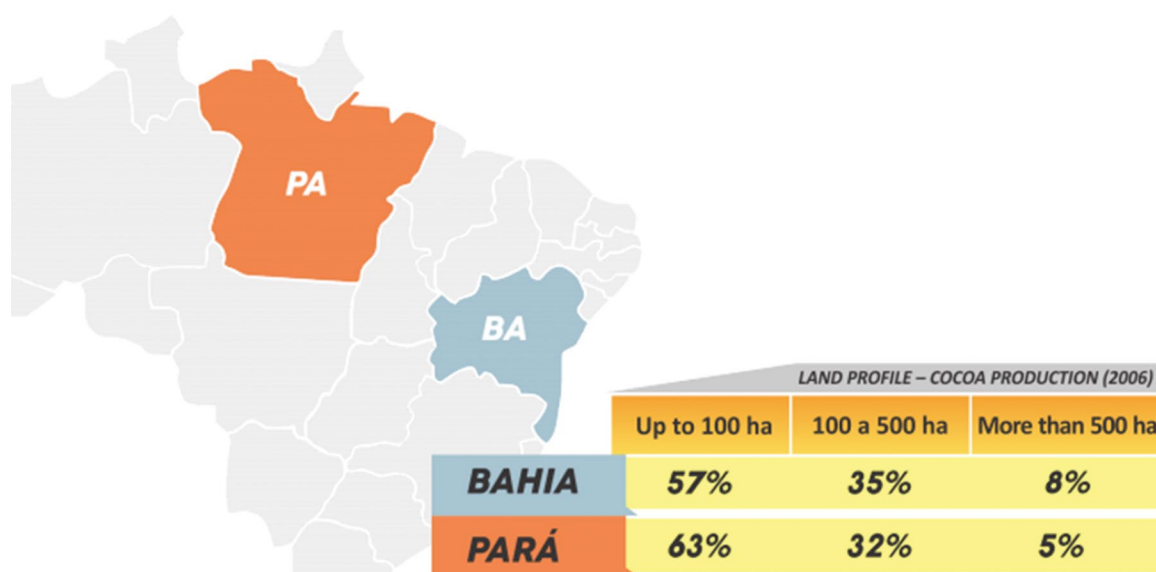 PA
BA
LAND PROFILE – COCOA PRODUCTION (2006)
Up to 100 ha 100 a 500 ha More than 500 ha
BAHIA 57% 35% 8%
PARÁ 63% 32% 5%